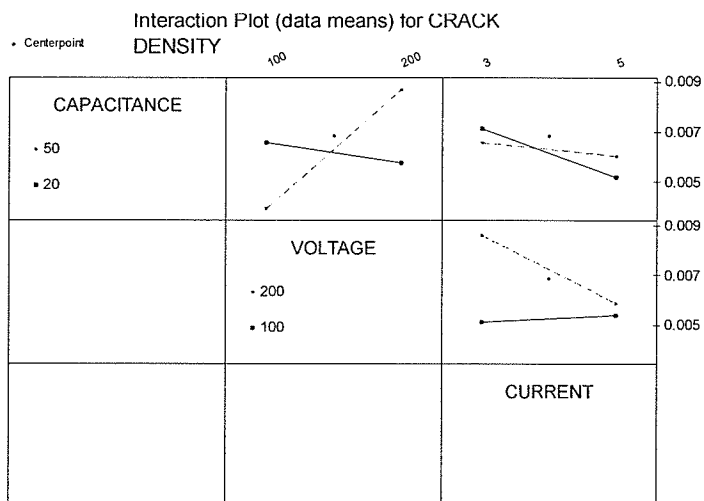 Interaction Plot (data means) for CRACK
DENSITY
Centerpoint
100 200 3 5
CAPACITANCE
50
20
0.009
0.007
0.005
VOLTAGE
200
100
0.009
0.007
0.005
CURRENT